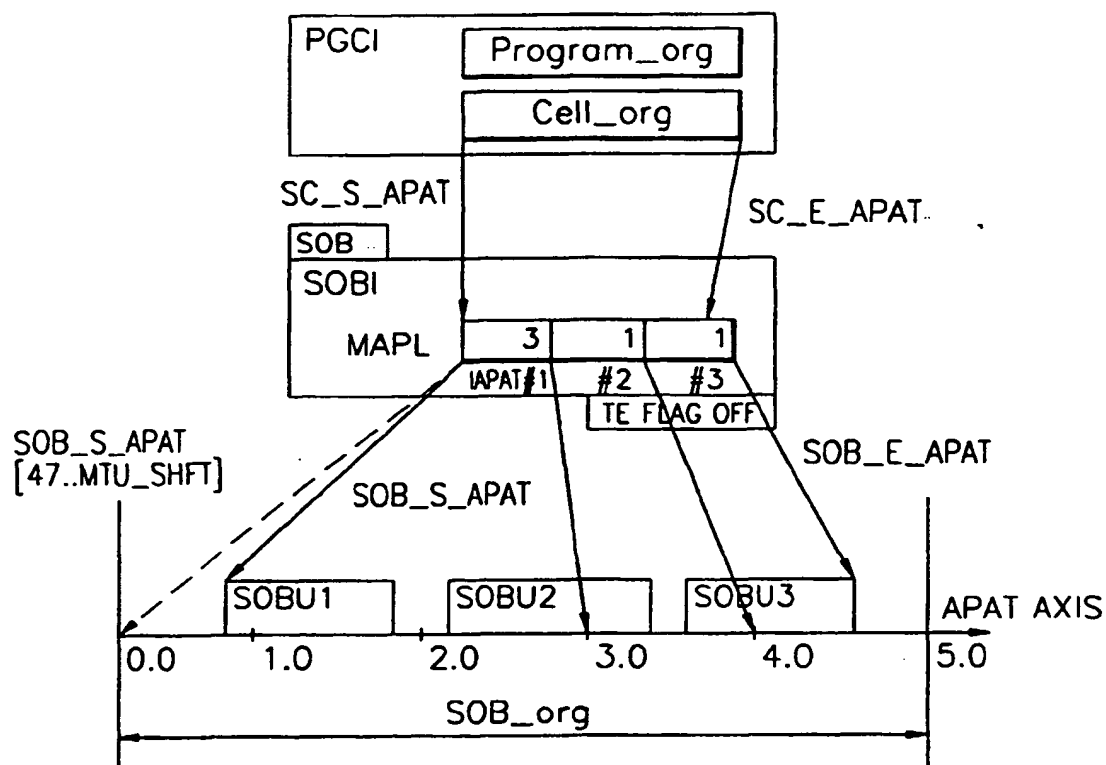 PGCI
Program_org
Cell_org
SC_S_APAT
SC_E_APAT
SOB
SOBI
MAPL
3 1 1
IAPAT#1 #2 #3
TE FLAG OFF
SOB_S_APAT
[47..MTU_SHFT]
SOB_E_APAT
SOB_S_APAT
SOBU1 SOBU2 SOBU3
APAT AXIS
0.0 1.0 2.0 3.0 4.0 5.0
SOB_org